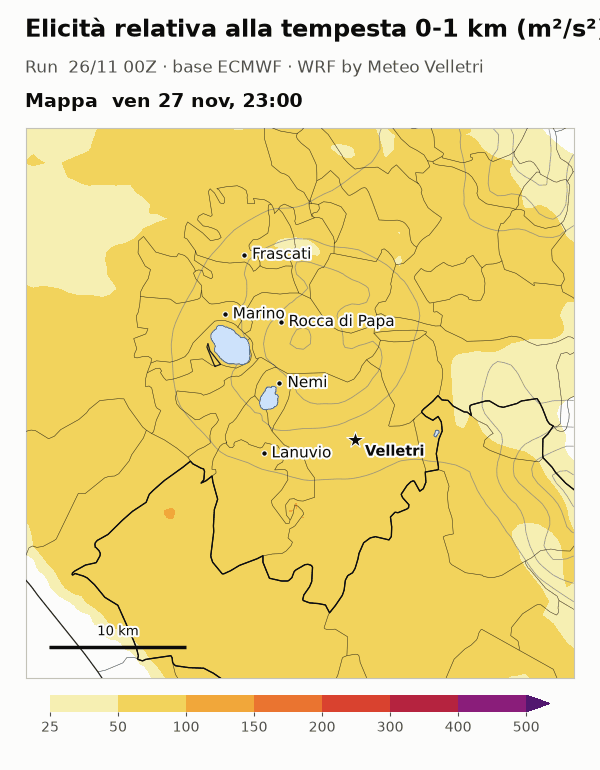 Elicità relativa alla tempesta 0-1 km (m²/s²)
Run  26/11 00Z · base ECMWF · WRF by Meteo Velletri
Mappa  ven 27 nov, 23:00
Frascati
Marino
Rocca di Papa
Nemi
Velletri
Lanuvio
10 km
25 50 100 150 200 300 400 500